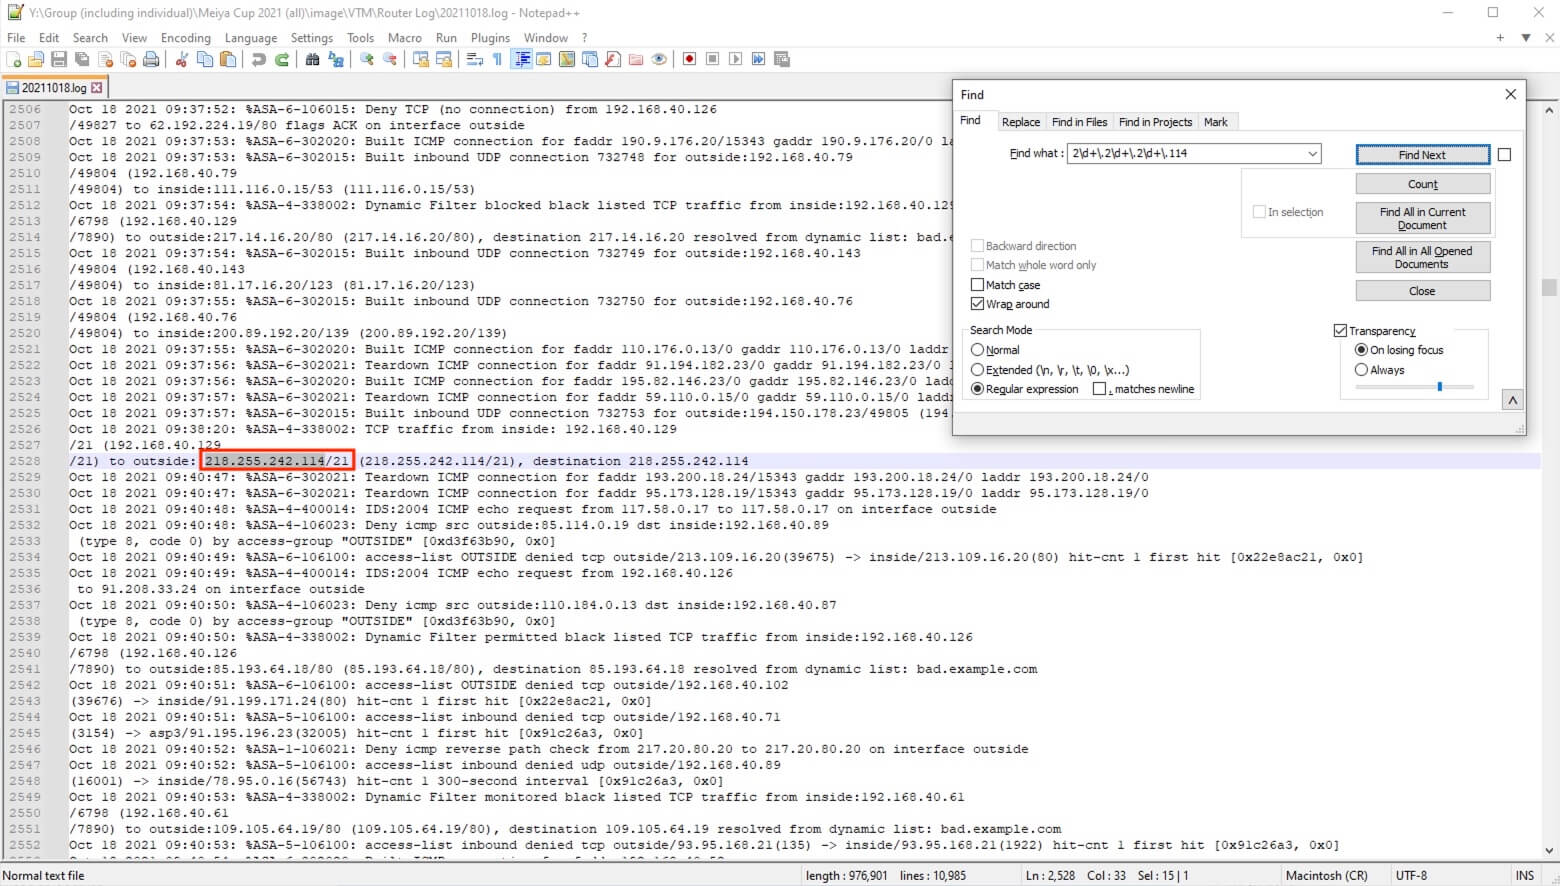 Y:\Group (including individual)\Meiya Cup 2021 (all)\image\VTM\Router Log\20211018.log - Notepad++
File Edit Search View Encoding Language Settings Tools Macro Run Plugins Window ?
20211018.log
2506 Oct 18 2021 09:37:52: %ASA-6-106015: Deny TCP (no connection) from 192.168.40.126
2507 /49827 to 62.192.224.19/80 flags ACK on interface outside
2508 Oct 18 2021 09:37:53: %ASA-6-302020: Built ICMP connection for faddr 190.9.176.20/15343 gaddr 190.9.176.20/0 la
2509 Oct 18 2021 09:37:53: %ASA-6-302015: Built inbound UDP connection 732748 for outside:192.168.40.79
2510 /49804 (192.168.40.79
2511 /49804) to inside:111.116.0.15/53 (111.116.0.15/53)
2512 Oct 18 2021 09:37:54: %ASA-4-338002: Dynamic Filter blocked black listed TCP traffic from inside:192.168.40.129
2513 /6798 (192.168.40.129
2514 /7890) to outside:217.14.16.20/80 (217.14.16.20/80), destination 217.14.16.20 resolved from dynamic list: bad.e
2515 Oct 18 2021 09:37:54: %ASA-6-302015: Built inbound UDP connection 732749 for outside:192.168.40.143
2516 /49804 (192.168.40.143
2517 /49804) to inside:81.17.16.20/123 (81.17.16.20/123)
2518 Oct 18 2021 09:37:55: %ASA-6-302015: Built inbound UDP connection 732750 for outside:192.168.40.76
2519 /49804 (192.168.40.76
2520 /49804) to inside:200.89.192.20/139 (200.89.192.20/139)
2521 Oct 18 2021 09:37:55: %ASA-6-302020: Built ICMP connection for faddr 110.176.0.13/0 gaddr 110.176.0.13/0 laddr
2522 Oct 18 2021 09:37:56: %ASA-6-302021: Teardown ICMP connection for faddr 91.194.182.23/0 gaddr 91.194.182.23/0 l
2523 Oct 18 2021 09:37:56: %ASA-6-302020: Built ICMP connection for faddr 195.82.146.23/0 gaddr 195.82.146.23/0 ladd
2524 Oct 18 2021 09:37:57: %ASA-6-302021: Teardown ICMP connection for faddr 59.110.0.15/0 gaddr 59.110.0.15/0 laddr
2525 Oct 18 2021 09:37:57: %ASA-6-302015: Built inbound UDP connection 732753 for outside:194.150.178.23/49805 (194.
2526 Oct 18 2021 09:38:20: %ASA-4-338002: TCP traffic from inside: 192.168.40.129
2527 /21 (192.168.40.129
2528 /21) to outside: 218.255.242.114/21 (218.255.242.114/21), destination 218.255.242.114
2529 Oct 18 2021 09:40:47: %ASA-6-302021: Teardown ICMP connection for faddr 193.200.18.24/15343 gaddr 193.200.18.24/0 laddr 193.200.18.24/0
2530 Oct 18 2021 09:40:47: %ASA-6-302021: Teardown ICMP connection for faddr 95.173.128.19/15343 gaddr 95.173.128.19/0 laddr 95.173.128.19/0
2531 Oct 18 2021 09:40:48: %ASA-4-400014: IDS:2004 ICMP echo request from 117.58.0.17 to 117.58.0.17 on interface outside
2532 Oct 18 2021 09:40:48: %ASA-4-106023: Deny icmp src outside:85.114.0.19 dst inside:192.168.40.89
2533 (type 8, code 0) by access-group "OUTSIDE" [0xd3f63b90, 0x0]
2534 Oct 18 2021 09:40:49: %ASA-6-106100: access-list OUTSIDE denied tcp outside/213.109.16.20(39675) -> inside/213.109.16.20(80) hit-cnt 1 first hit [0x22e8ac21, 0x0]
2535 Oct 18 2021 09:40:49: %ASA-4-400014: IDS:2004 ICMP echo request from 192.168.40.126
2536 to 91.208.33.24 on interface outside
2537 Oct 18 2021 09:40:50: %ASA-4-106023: Deny icmp src outside:110.184.0.13 dst inside:192.168.40.87
2538 (type 8, code 0) by access-group "OUTSIDE" [0xd3f63b90, 0x0]
2539 Oct 18 2021 09:40:50: %ASA-4-338002: Dynamic Filter permitted black listed TCP traffic from inside:192.168.40.126
2540 /6798 (192.168.40.126
2541 /7890) to outside:85.193.64.18/80 (85.193.64.18/80), destination 85.193.64.18 resolved from dynamic list: bad.example.com
2542 Oct 18 2021 09:40:51: %ASA-6-106100: access-list OUTSIDE denied tcp outside/192.168.40.102
2543 (39676) -> inside/91.199.171.24(80) hit-cnt 1 first hit [0x22e8ac21, 0x0]
2544 Oct 18 2021 09:40:51: %ASA-5-106100: access-list inbound denied tcp outside/192.168.40.71
2545 (3154) -> asp3/91.195.196.23(32005) hit-cnt 1 first hit [0x91c26a3, 0x0]
2546 Oct 18 2021 09:40:52: %ASA-1-106021: Deny icmp reverse path check from 217.20.80.20 to 217.20.80.20 on interface outside
2547 Oct 18 2021 09:40:52: %ASA-5-106100: access-list inbound denied udp outside/192.168.40.89
2548 (16001) -> inside/78.95.0.16(56743) hit-cnt 1 300-second interval [0x91c26a3, 0x0]
2549 Oct 18 2021 09:40:53: %ASA-4-338002: Dynamic Filter monitored black listed TCP traffic from inside:192.168.40.61
2550 /6798 (192.168.40.61
2551 /7890) to outside:109.105.64.19/80 (109.105.64.19/80), destination 109.105.64.19 resolved from dynamic list: bad.example.com
2552 Oct 18 2021 09:40:53: %ASA-5-106100: access-list inbound denied tcp outside/93.95.168.21(135) -> inside/93.95.168.21(1922) hit-cnt 1 first hit [0x91c26a3, 0x0]
Find
Find Replace Find in Files Find in Projects Mark
Find what : 2\d+\.2\d+\.2\d+\.114
Find Next
Count
In selection
Find All in Current
Document
Find All in All Opened
Documents
Close
Backward direction
Match whole word only
Match case
Wrap around
Search Mode
Normal
Extended (\n, \r, \t, \0, \x...)
Regular expression
. matches newline
Transparency
On losing focus
Always
Normal text file length : 976,901 lines : 10,985 Ln : 2,528 Col : 33 Sel : 15 | 1 Macintosh (CR) UTF-8 INS